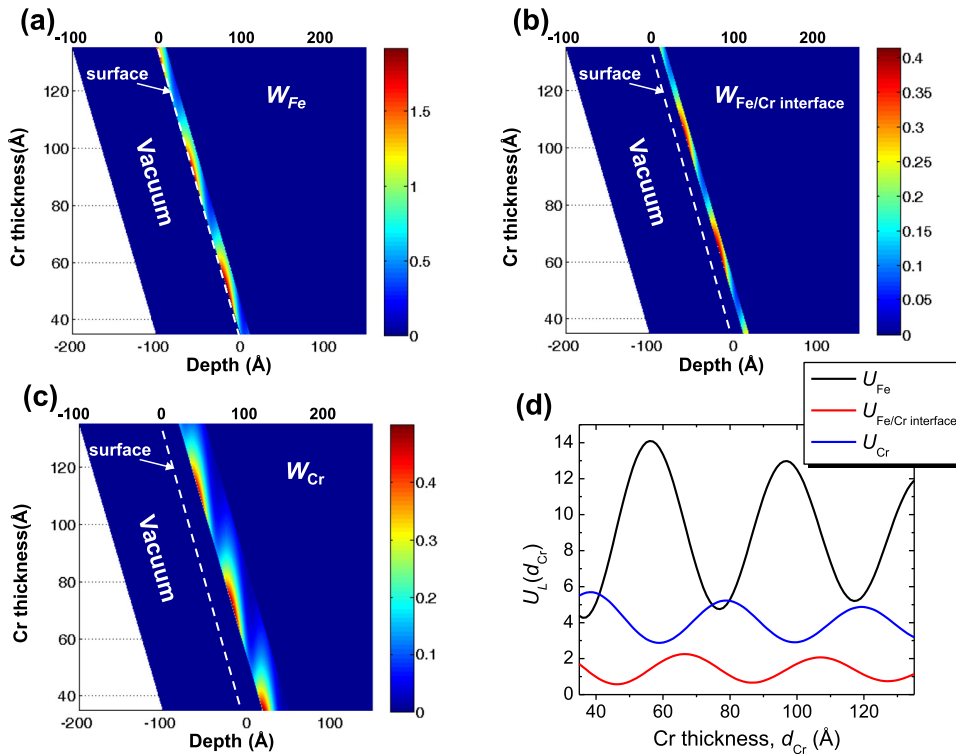 (a)
-100 0 100 200
surface
W_Fe
Vacuum
Cr thickness(Å)
120
100
80
60
40
-200 -100 0 100
Depth (Å)
1.5
1
0.5
0
(b)
-100 0 100 200
surface
W_Fe/Cr interface
Vacuum
Cr thickness(Å)
120
100
80
60
40
-200 -100 0 100
Depth (Å)
0.4
0.35
0.3
0.25
0.2
0.15
0.1
0.05
0
(c)
-100 0 100 200
surface
W_Cr
Vacuum
Cr thickness(Å)
120
100
80
60
40
-200 -100 0 100
Depth (Å)
0.4
0.3
0.2
0.1
0
(d)
U_Fe
U_Fe/Cr interface
U_Cr
U_L(d_Cr)
14
12
10
8
6
4
2
0
40 60 80 100 120
Cr thickness, d_Cr (Å)